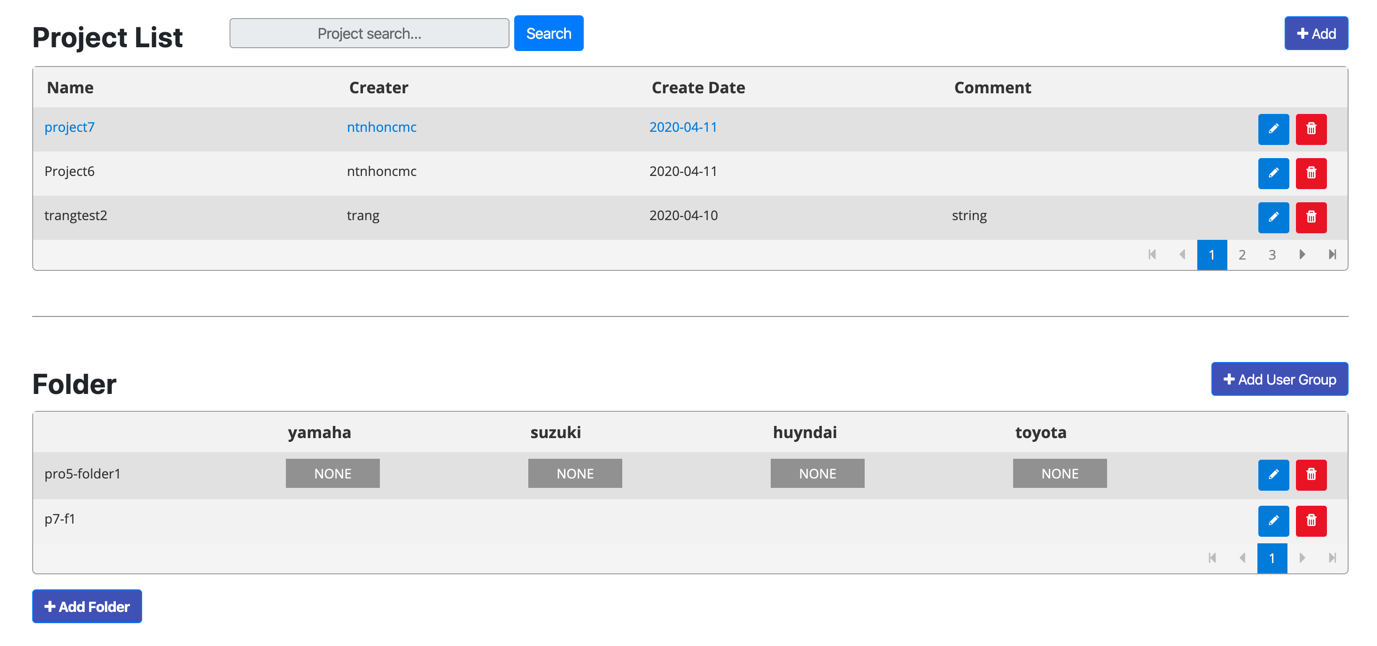 Project List Project search... Search Add
Name Creater Create Date Comment
project7 ntnhoncmc 2020-04-11
Project6 ntnhoncmc 2020-04-11
trangtest2 trang 2020-04-10 string
1 2 3
Folder Add User Group
yamaha suzuki huyndai toyota
pro5-folder1 NONE NONE NONE NONE
p7-f1
1
Add Folder